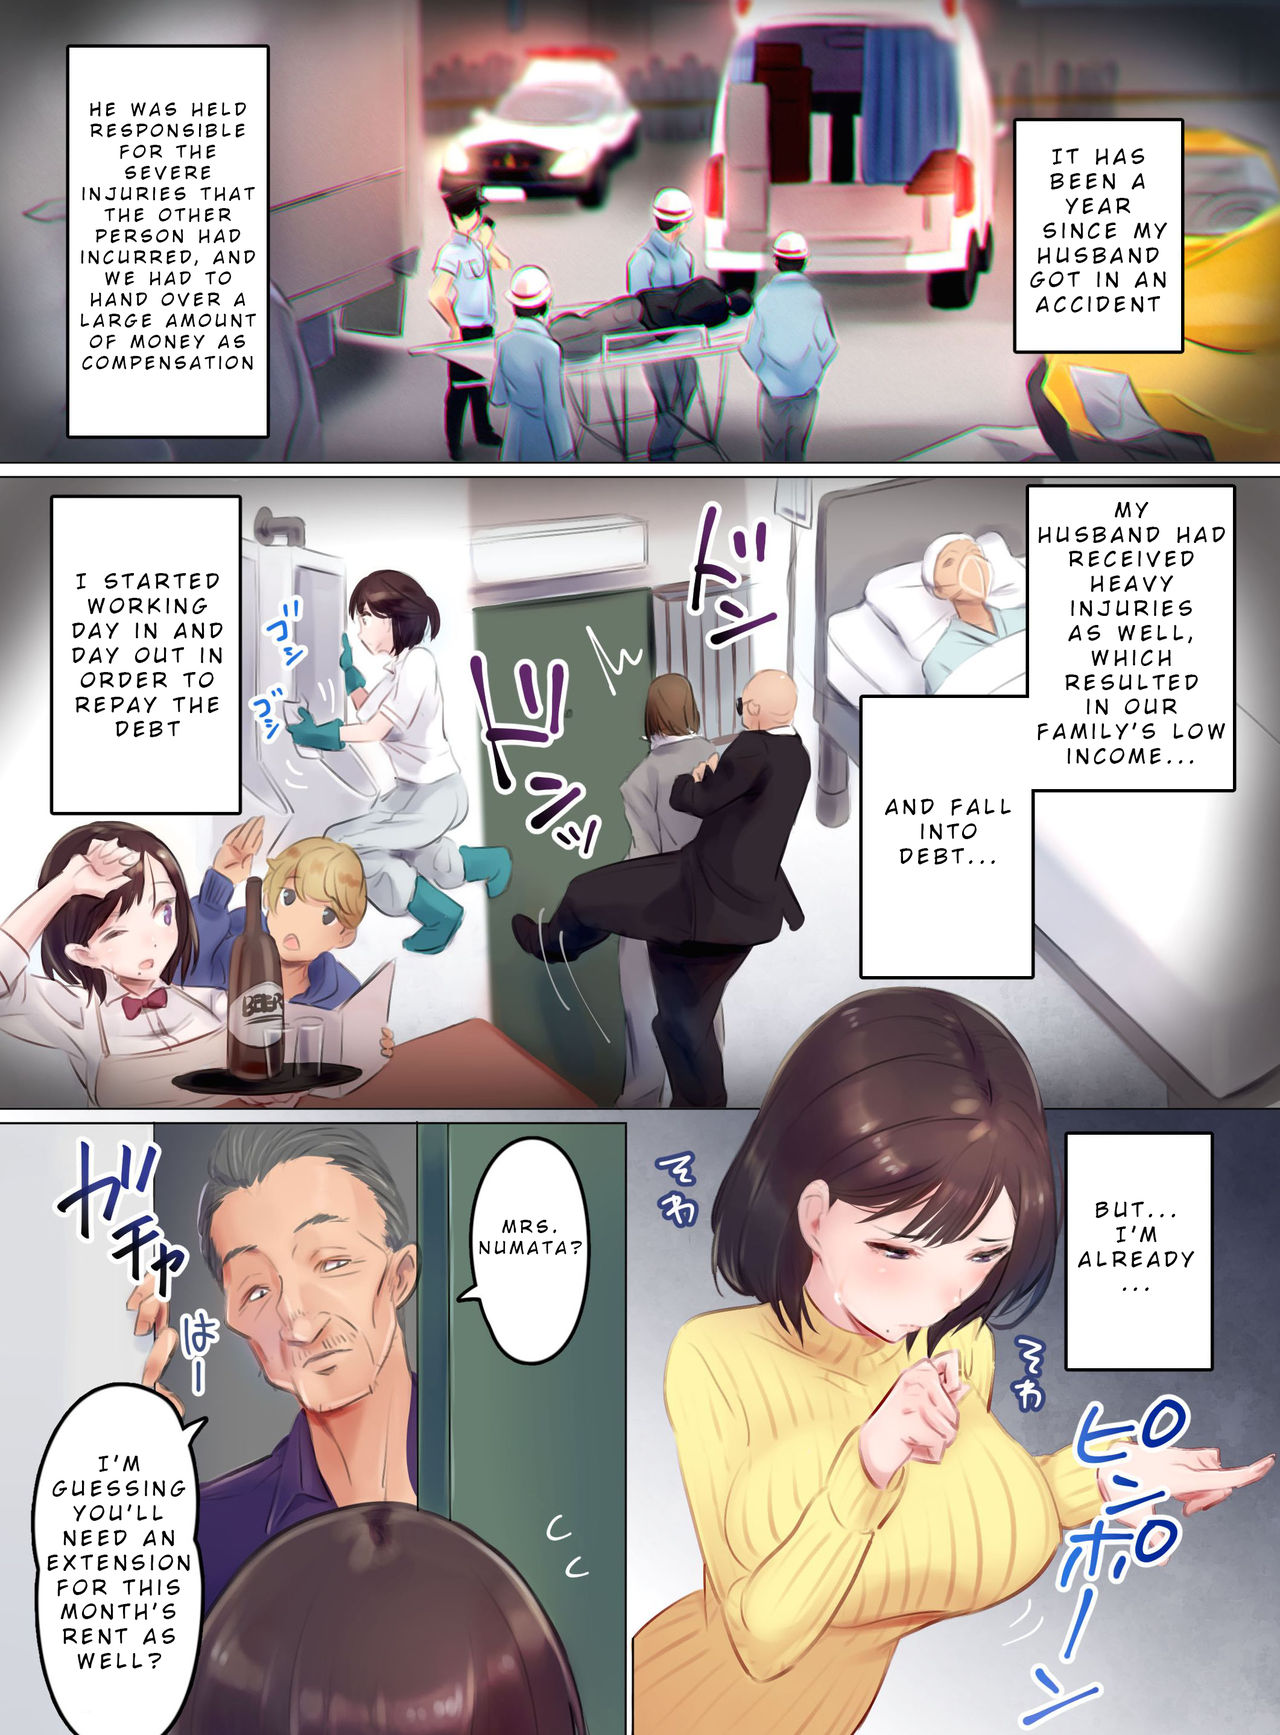 IT HAS
BEEN A
YEAR
SINCE MY
HUSBAND
GOT IN AN
ACCIDENT
HE WAS HELD
RESPONSIBLE
FOR THE
SEVERE
INJURIES THAT
THE OTHER
PERSON HAD
INCURRED, AND
WE HAD TO
HAND OVER A
LARGE AMOUNT
OF MONEY AS
COMPENSATION
MY
HUSBAND HAD
RECEIVED
HEAVY
INJURIES
AS WELL,
WHICH
RESULTED
IN OUR
FAMILY'S LOW
INCOME...
AND FALL
INTO
DEBT...
ドンドンッ
I STARTED
WORKING
DAY IN AND
DAY OUT IN
ORDER TO
REPAY THE
DEBT
ゴシ
ゴシ
BEER
BUT...
I'M
ALREADY
...
そわ
そわ
ピンポーン
MRS.
NUMATA?
ガチャ
はー
I'M
GUESSING
YOU'LL
NEED AN
EXTENSION
FOR THIS
MONTH'S
RENT AS
WELL?